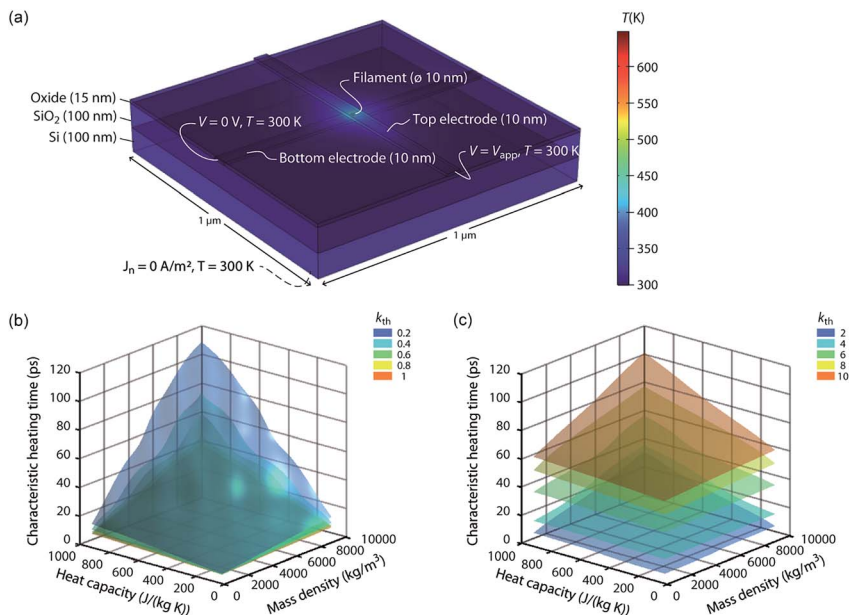 (a)
T(K)
Filament (ø 10 nm)
Oxide (15 nm)
SiO₂ (100 nm)
Si (100 nm)
V = 0 V, T = 300 K
Top electrode (10 nm)
Bottom electrode (10 nm)
V = Vapp, T = 300 K
1 µm
1 µm
Jn = 0 A/m², T = 300 K
600
550
500
450
400
350
300
(b)
kth
0.2
0.4
0.6
0.8
1
Characteristic heating time (ps)
120
100
80
60
40
20
0
1000
800
600
400
200
0
Heat capacity (J/(kg K))
0
2000
4000
6000
8000
10000
Mass density (kg/m³)
(c)
kth
2
4
6
8
10
Characteristic heating time (ps)
120
100
80
60
40
20
0
1000
800
600
400
200
0
Heat capacity (J/(kg K))
0
2000
4000
6000
8000
10000
Mass density (kg/m³)